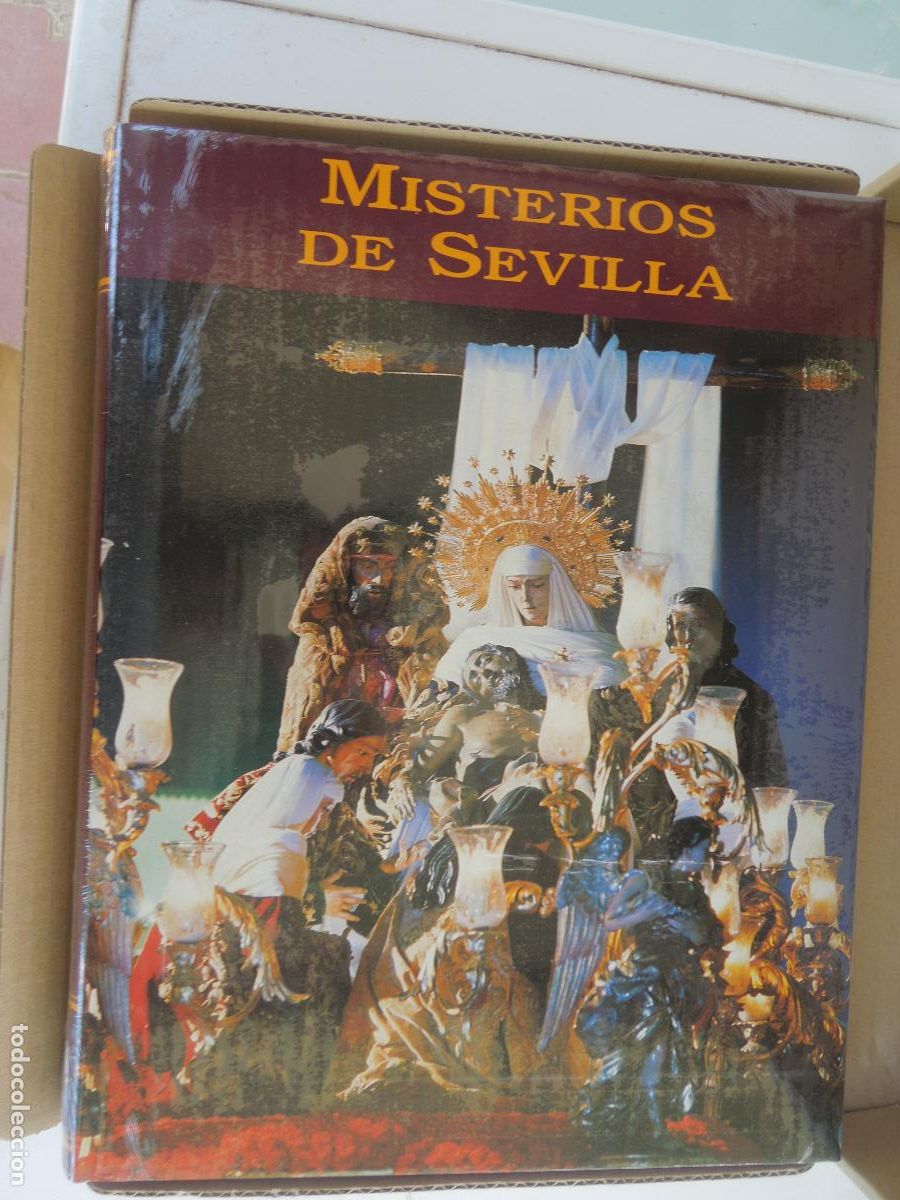 MISTERIOS
DE SEVILLA
todocoleccion